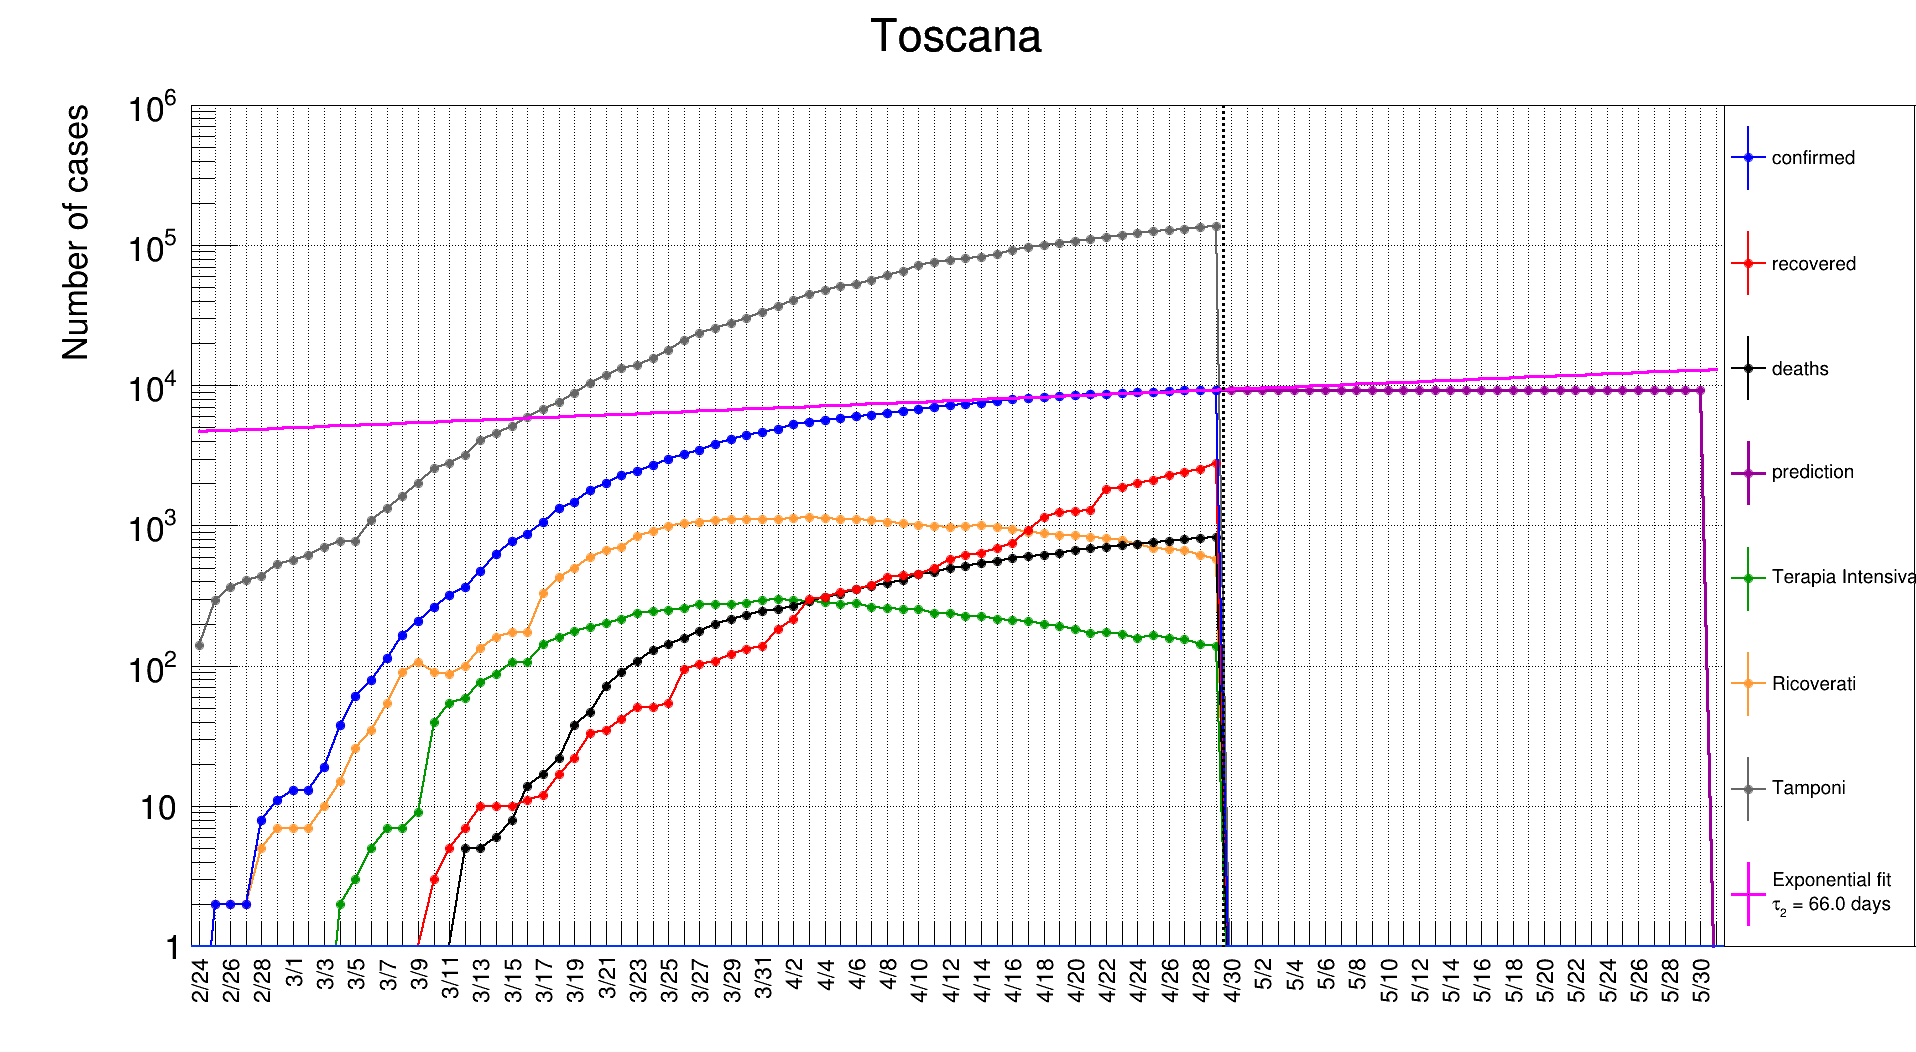 Toscana
Number of cases
10^6
10^5
10^4
10^3
10^2
10
1
2/24 2/26 2/28 3/1 3/3 3/5 3/7 3/9 3/11 3/13 3/15 3/17 3/19 3/21 3/23 3/25 3/27 3/29 3/31 4/2 4/4 4/6 4/8 4/10 4/12 4/14 4/16 4/18 4/20 4/22 4/24 4/26 4/28 4/30 5/2 5/4 5/6 5/8 5/10 5/12 5/14 5/16 5/18 5/20 5/22 5/24 5/26 5/28 5/30
confirmed
recovered
deaths
prediction
Terapia Intensiva
Ricoverati
Tamponi
Exponential fit
τ₂ = 66.0 days